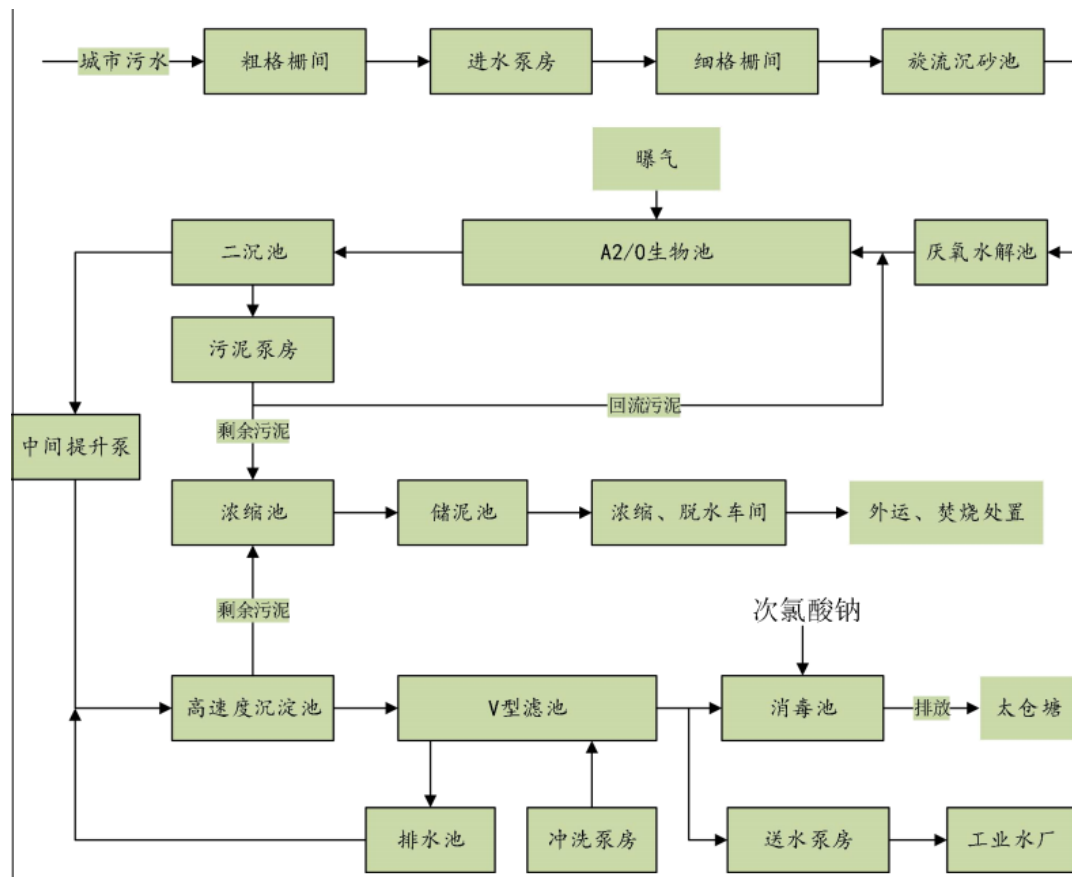 城市污水
粗格栅间
进水泵房
细格栅间
旋流沉砂池
曝气
二沉池
A2/O生物池
厌氧水解池
污泥泵房
回流污泥
剩余污泥
中间提升泵
浓缩池
储泥池
浓缩、脱水车间
外运、焚烧处置
剩余污泥
次氯酸钠
高速度沉淀池
V型滤池
消毒池
排放
太仓塘
排水池
冲洗泵房
送水泵房
工业水厂